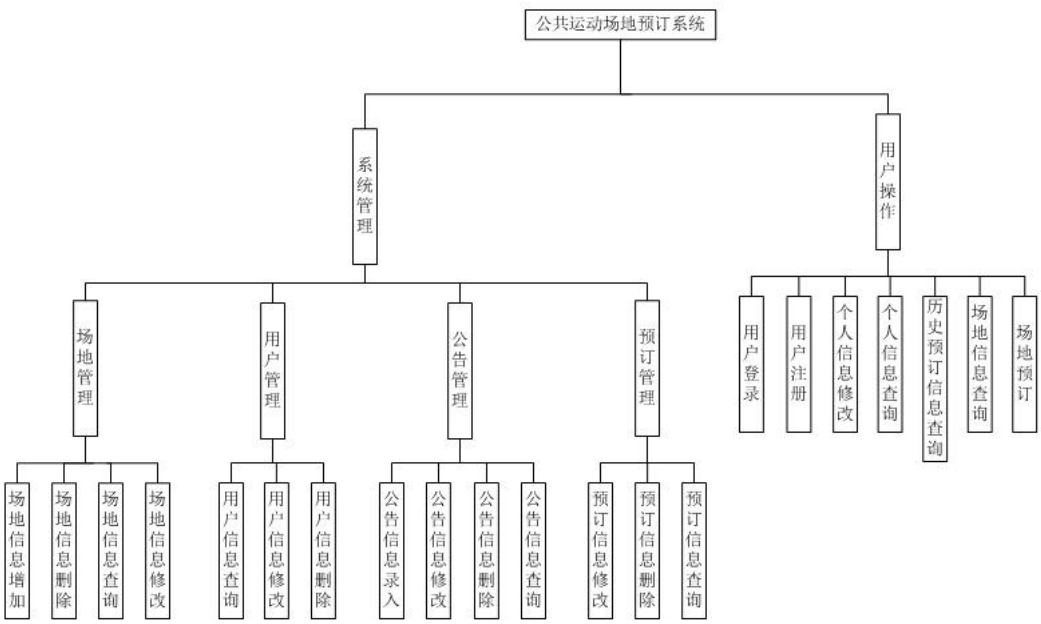 公共运动场地预订系统
系统管理
用户操作
场地管理
用户管理
公告管理
预订管理
用户登录
用户注册
个人信息修改
个人信息查询
历史预订信息查询
场地信息查询
场地预订
场地信息增加
场地信息删除
场地信息查询
场地信息修改
用户信息查询
用户信息修改
用户信息删除
公告信息录入
公告信息修改
公告信息删除
公告信息查询
预订信息修改
预订信息删除
预订信息查询